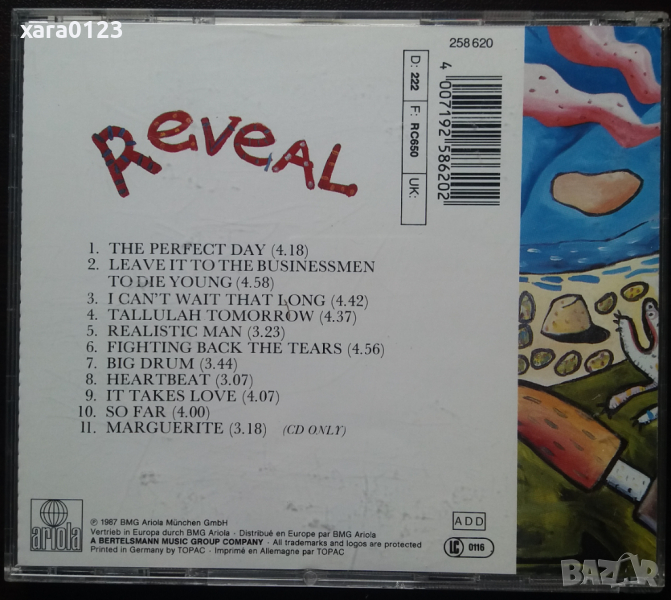 xara0123
258 620
D: 222 F: RC650 UK:
4 007192 586202
ReveAL
1. THE PERFECT DAY (4.18)
2. LEAVE IT TO THE BUSINESSMEN
TO DIE YOUNG (4.58)
3. I CAN'T WAIT THAT LONG (4.42)
4. TALLULAH TOMORROW (4.37)
5. REALISTIC MAN (3.23)
6. FIGHTING BACK THE TEARS (4.56)
7. BIG DRUM (3.44)
8. HEARTBEAT (3.07)
9. IT TAKES LOVE (4.07)
10. SO FAR (4.00)
11. MARGUERITE (3.18) (CD ONLY)
ariola
℗ 1987 BMG Ariola München GmbH
Vertrieb in Europa durch BMG Ariola - Distribué en Europe par BMG Ariola
A BERTELSMANN MUSIC GROUP COMPANY - All trademarks and logos are protected
Printed in Germany by TOPAC - Imprimé en Allemagne par TOPAC
ADD
LC 0116
BAZAR